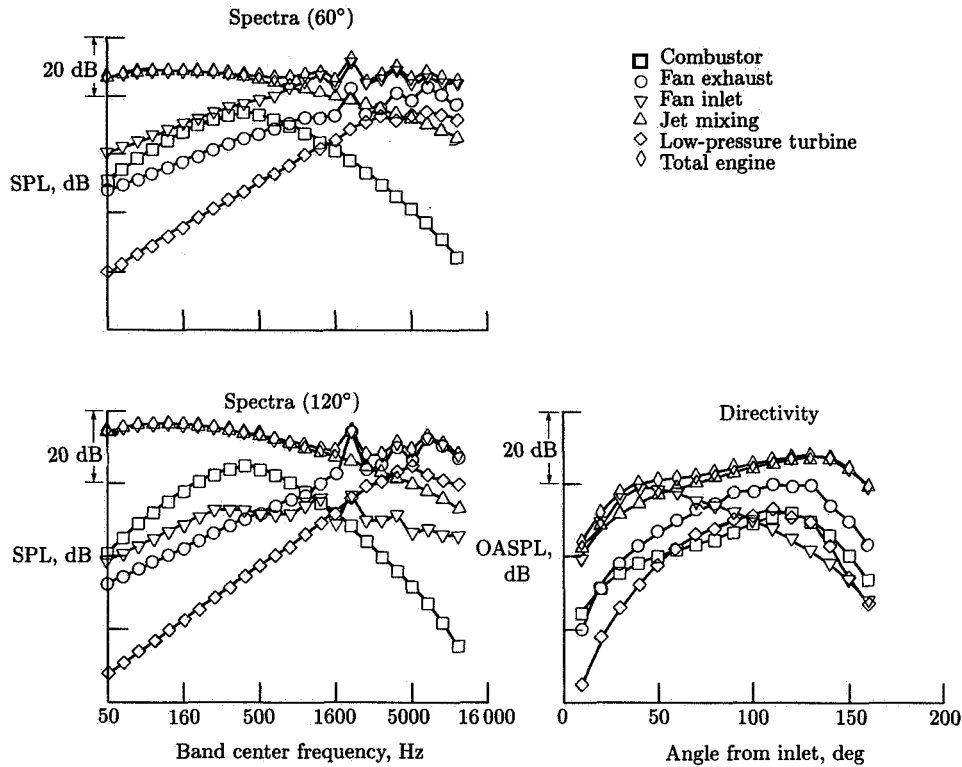 Spectra (60°)
20 dB
SPL, dB
Combustor
Fan exhaust
Fan inlet
Jet mixing
Low-pressure turbine
Total engine
Spectra (120°)
20 dB
SPL, dB
50 160 500 1600 5000 16 000
Band center frequency, Hz
Directivity
20 dB
OASPL,
dB
0 50 100 150 200
Angle from inlet, deg